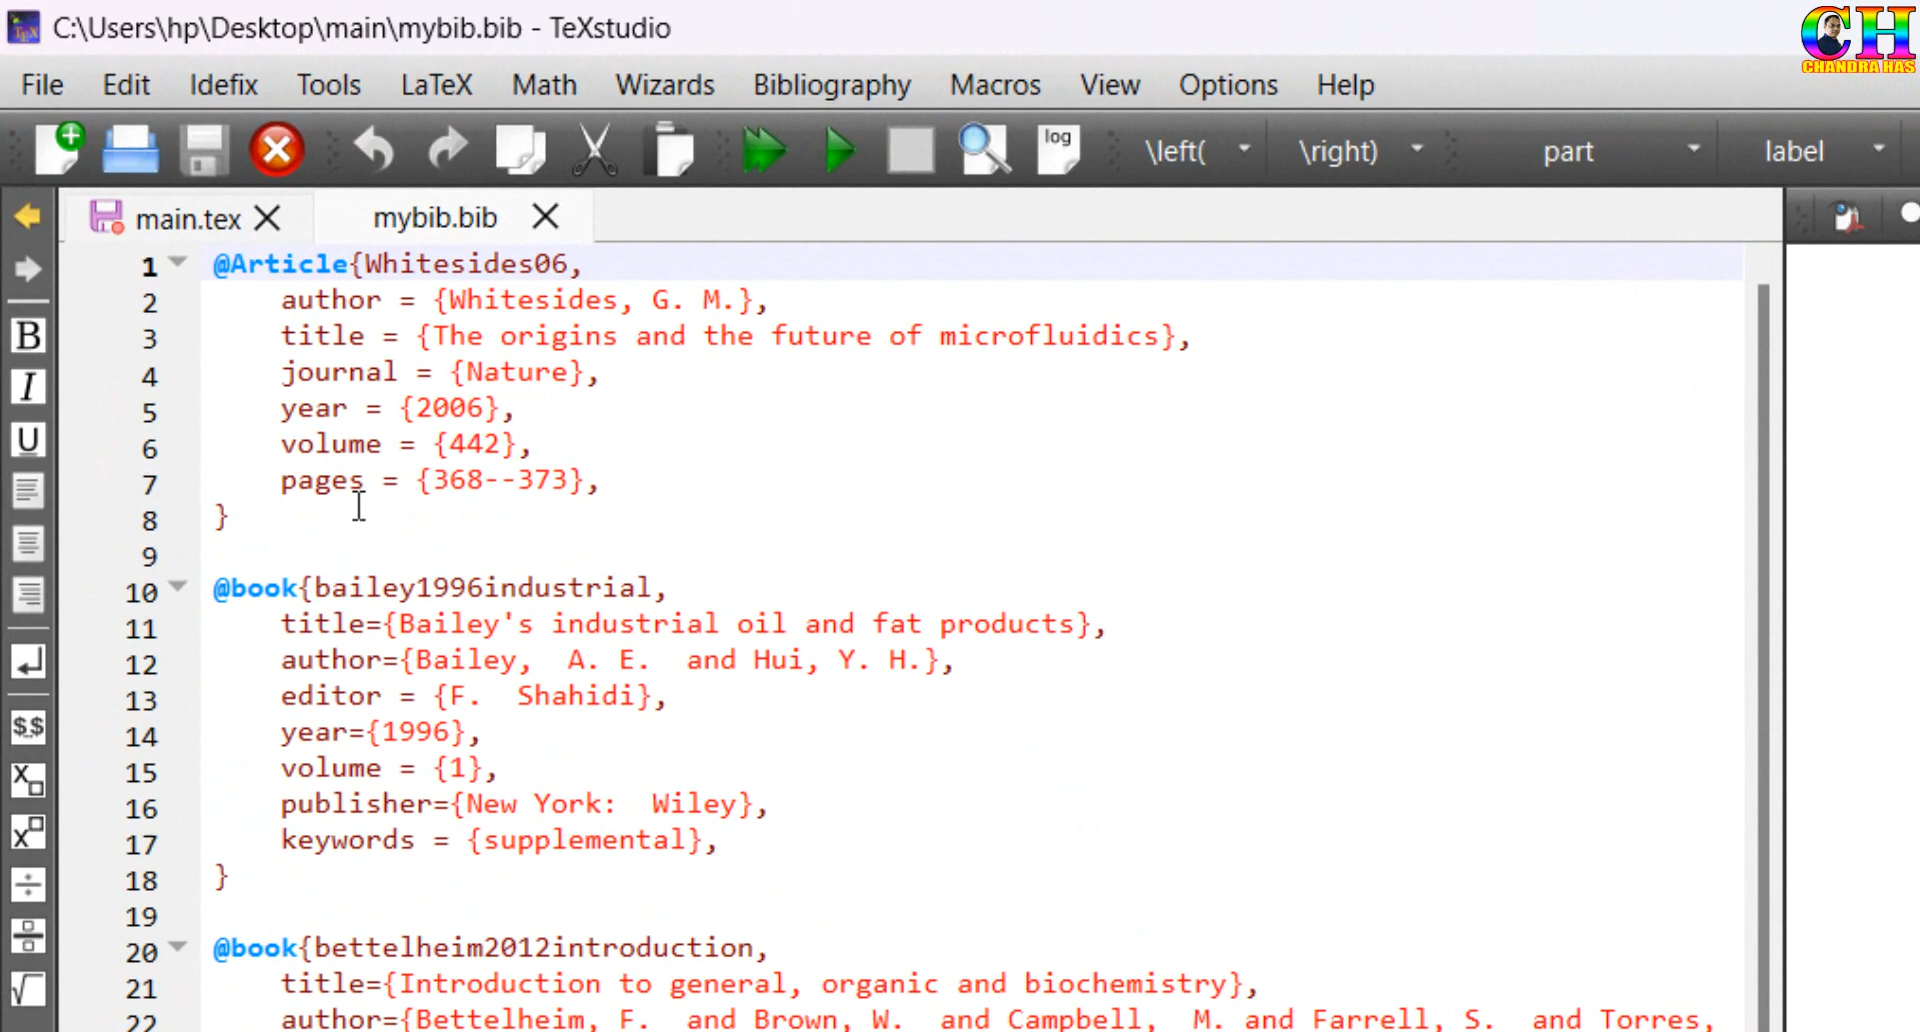 C:\Users\hp\Desktop\main\mybib.bib - TeXstudio
CH
CHANDRA HAS
File Edit Idefix Tools LaTeX Math Wizards Bibliography Macros View Options Help
log \left( \right) part label
main.tex mybib.bib
1 @Article{Whitesides06,
2 author = {Whitesides, G. M.},
3 title = {The origins and the future of microfluidics},
4 journal = {Nature},
5 year = {2006},
6 volume = {442},
7 pages = {368--373},
8 }
9
10 @book{bailey1996industrial,
11 title={Bailey's industrial oil and fat products},
12 author={Bailey,  A. E.  and Hui, Y. H.},
13 editor = {F.  Shahidi},
14 year={1996},
15 volume = {1},
16 publisher={New York:  Wiley},
17 keywords = {supplemental},
18 }
19
20 @book{bettelheim2012introduction,
21 title={Introduction to general, organic and biochemistry},
22 author={Bettelheim, F.  and Brown, W.  and Campbell,  M. and Farrell, S.  and Torres,
B
I
U
$$
X
X
÷
√